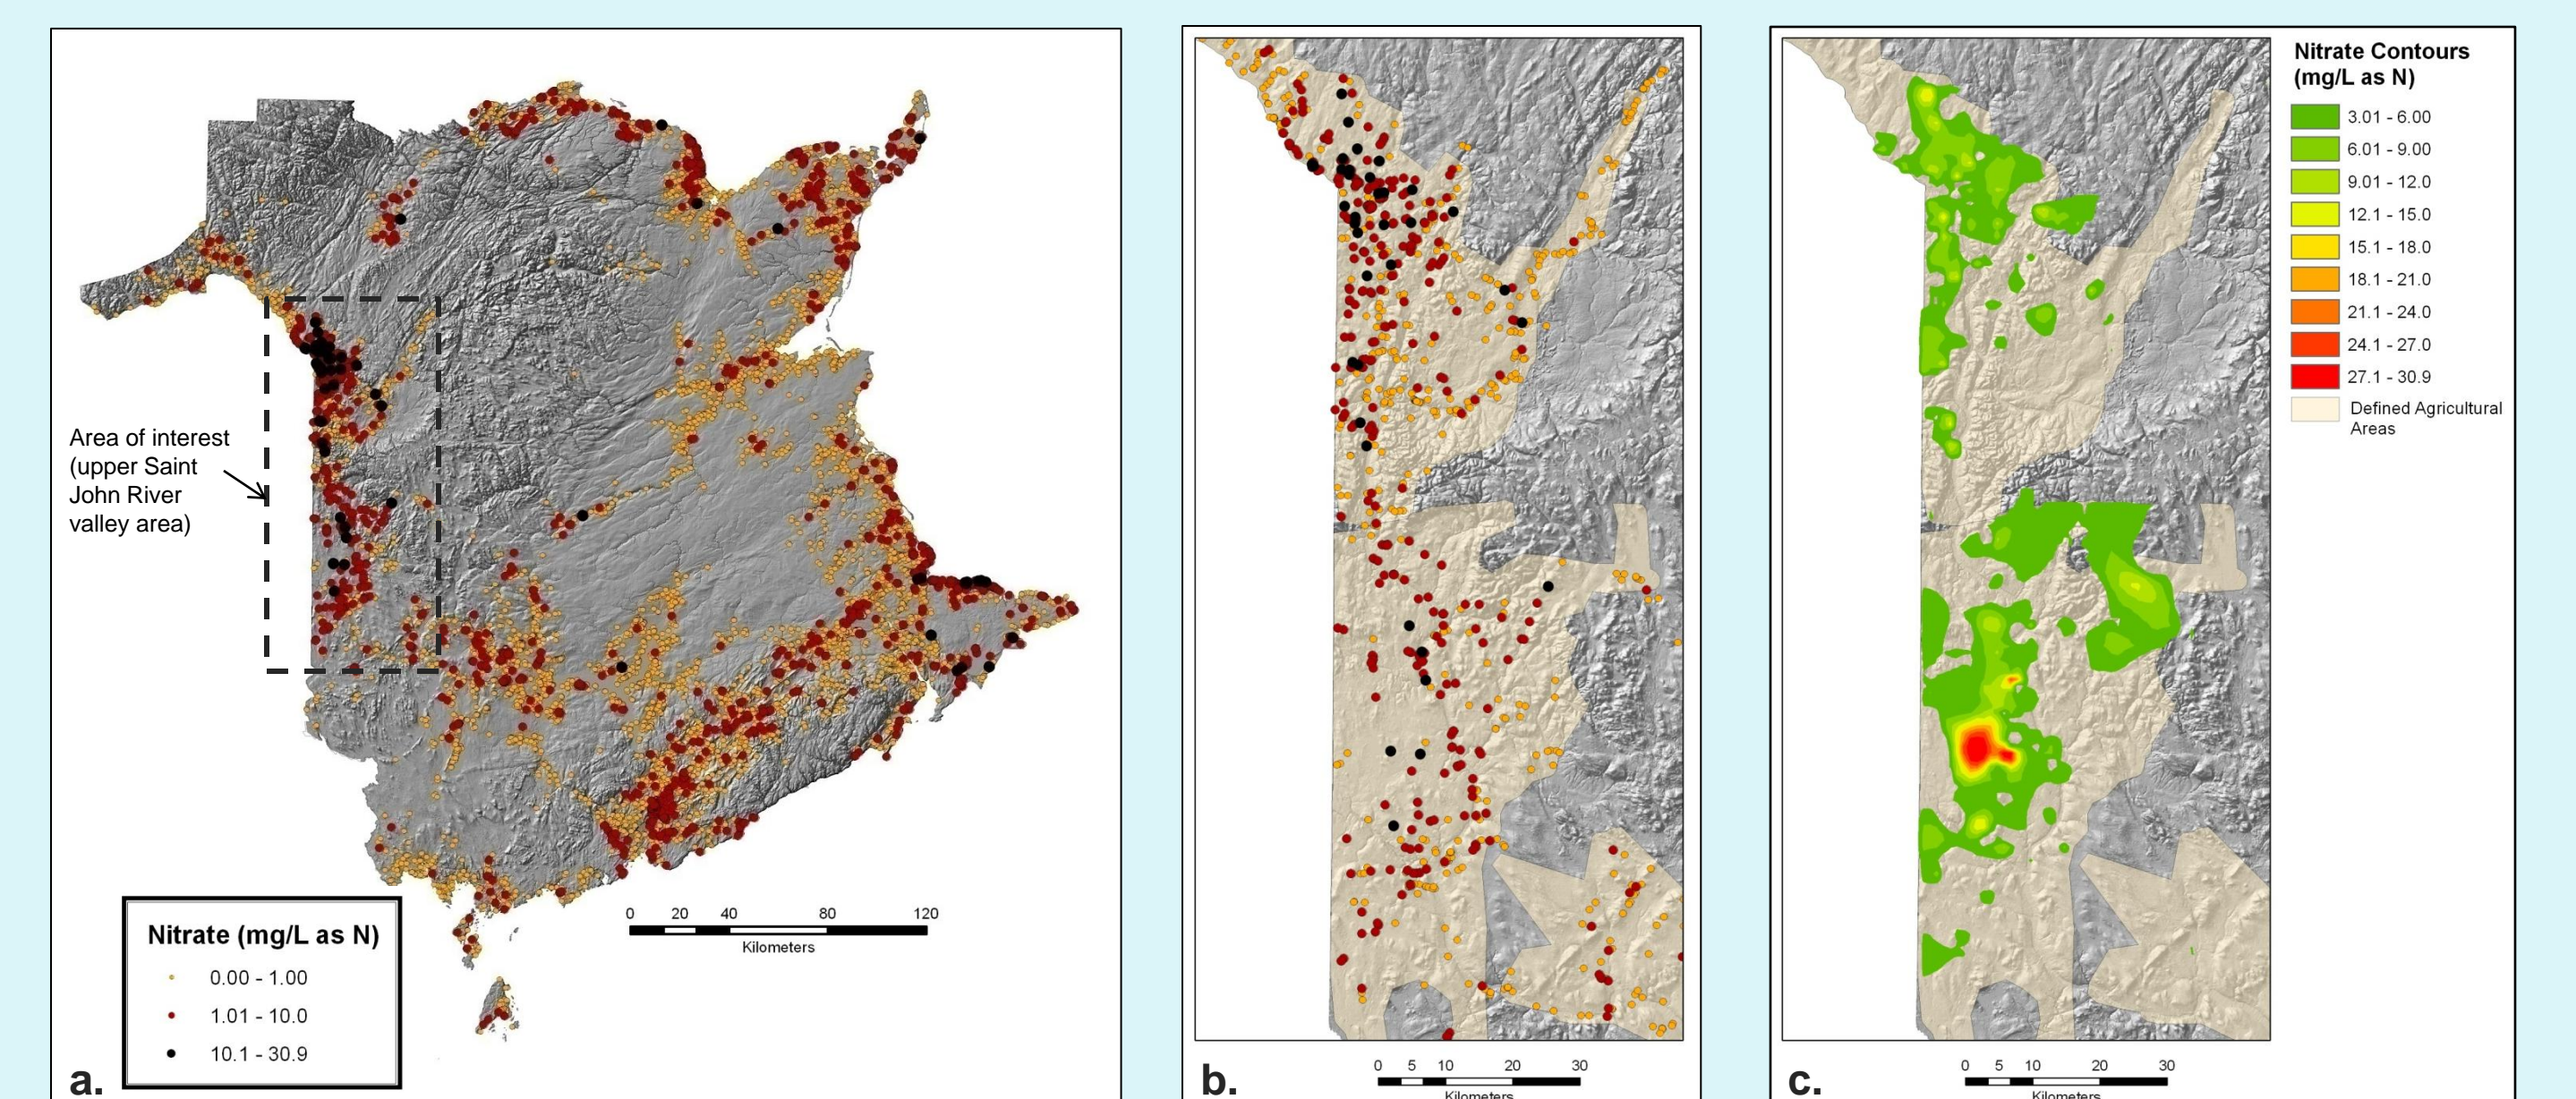 Area of interest
(upper Saint
John River
valley area)
Nitrate (mg/L as N)
0.00 - 1.00
1.01 - 10.0
10.1 - 30.9
0 20 40 80 120
Kilometers
a.
0 5 10 20 30
Kilometers
b.
Nitrate Contours
(mg/L as N)
3.01 - 6.00
6.01 - 9.00
9.01 - 12.0
12.1 - 15.0
15.1 - 18.0
18.1 - 21.0
21.1 - 24.0
24.1 - 27.0
27.1 - 30.9
Defined Agricultural
Areas
0 5 10 20 30
Kilometers
c.